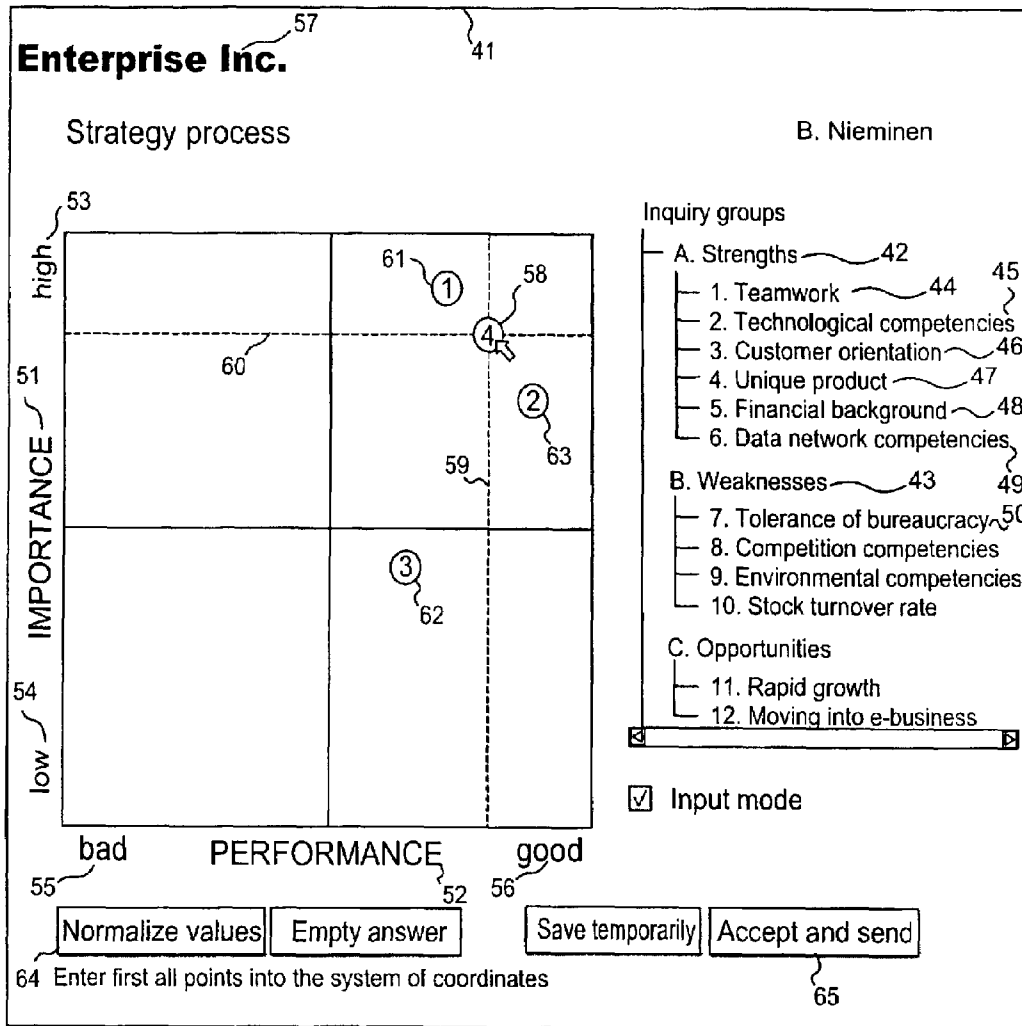 57
41
Enterprise Inc.
Strategy process
B. Nieminen
53
high
61
1
58
4
60
2
63
59
3
62
51
IMPORTANCE
54
low
bad
PERFORMANCE
good
55
52
56
Inquiry groups
A. Strengths 42
45
1. Teamwork 44
2. Technological competencies
3. Customer orientation 46
4. Unique product 47
5. Financial background 48
6. Data network competencies
49
B. Weaknesses 43
7. Tolerance of bureaucracy 50
8. Competition competencies
9. Environmental competencies
10. Stock turnover rate
C. Opportunities
11. Rapid growth
12. Moving into e-business
Input mode
Normalize values
Empty answer
Save temporarily
Accept and send
64 Enter first all points into the system of coordinates
65